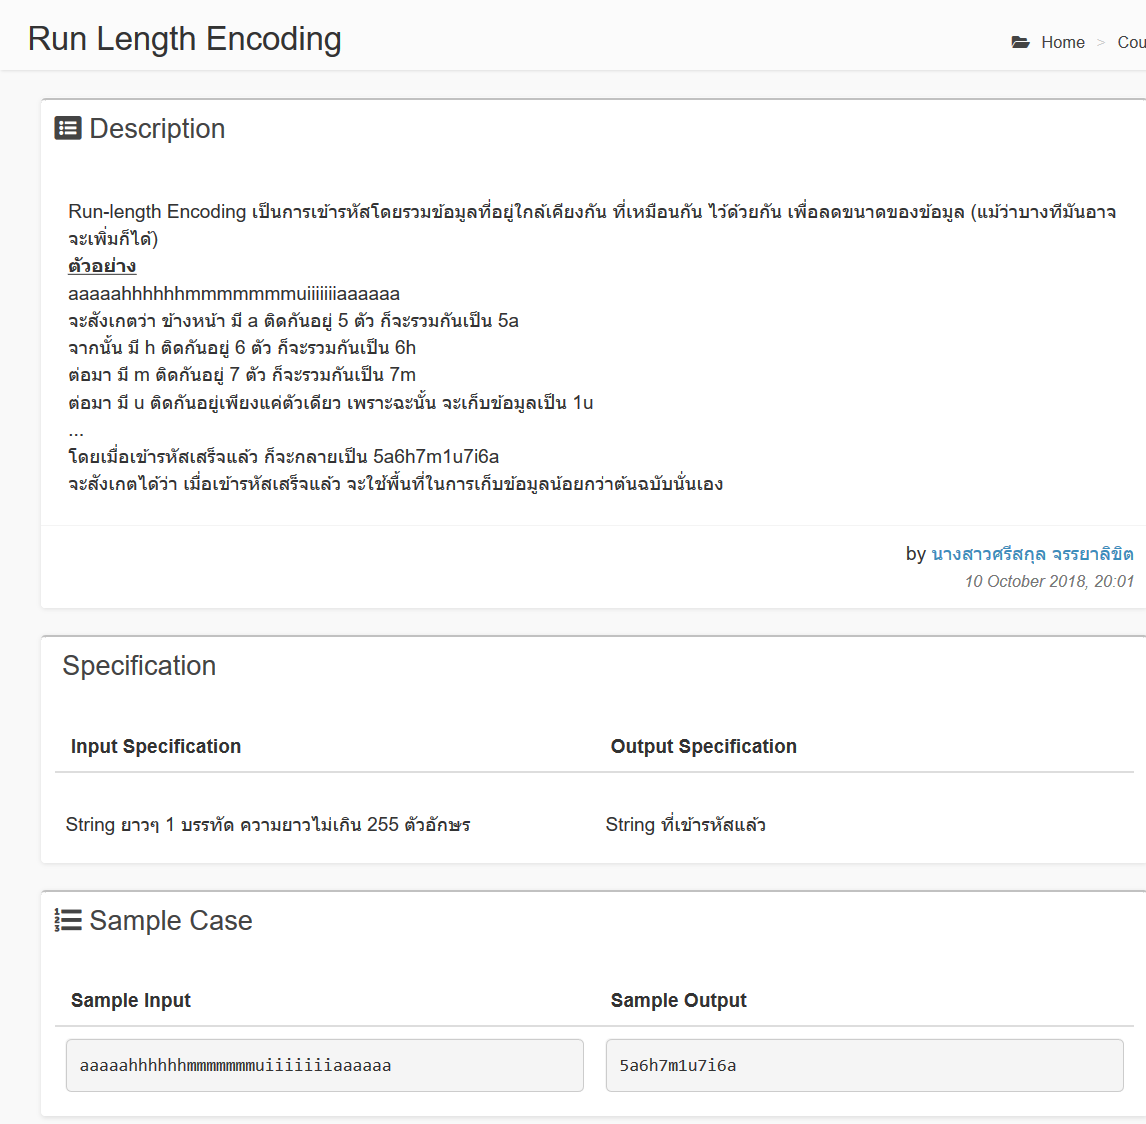 Run Length Encoding
Home > Cou
Description
Run-length Encoding เป็นการเข้ารหัสโดยรวมข้อมูลที่อยู่ใกล้เคียงกัน ที่เหมือนกัน ไว้ด้วยกัน เพื่อลดขนาดของข้อมูล (แม้ว่าบางทีมันอาจ
จะเพิ่มก็ได้)
ตัวอย่าง
aaaaahhhhhhmmmmmmmuiiiiiiiaaaaaa
จะสังเกตว่า ข้างหน้า มี a ติดกันอยู่ 5 ตัว ก็จะรวมกันเป็น 5a
จากนั้น มี h ติดกันอยู่ 6 ตัว ก็จะรวมกันเป็น 6h
ต่อมา มี m ติดกันอยู่ 7 ตัว ก็จะรวมกันเป็น 7m
ต่อมา มี u ติดกันอยู่เพียงแค่ตัวเดียว เพราะฉะนั้น จะเก็บข้อมูลเป็น 1u
...
โดยเมื่อเข้ารหัสเสร็จแล้ว ก็จะกลายเป็น 5a6h7m1u7i6a
จะสังเกตได้ว่า เมื่อเข้ารหัสเสร็จแล้ว จะใช้พื้นที่ในการเก็บข้อมูลน้อยกว่าต้นฉบับนั่นเอง
by นางสาวศรีสกุล จรรยาลิขิต
10 October 2018, 20:01
Specification
Input Specification
Output Specification
String ยาวๆ 1 บรรทัด ความยาวไม่เกิน 255 ตัวอักษร
String ที่เข้ารหัสแล้ว
Sample Case
Sample Input
Sample Output
aaaaahhhhhhmmmmmmmuiiiiiiiaaaaaa
5a6h7m1u7i6a